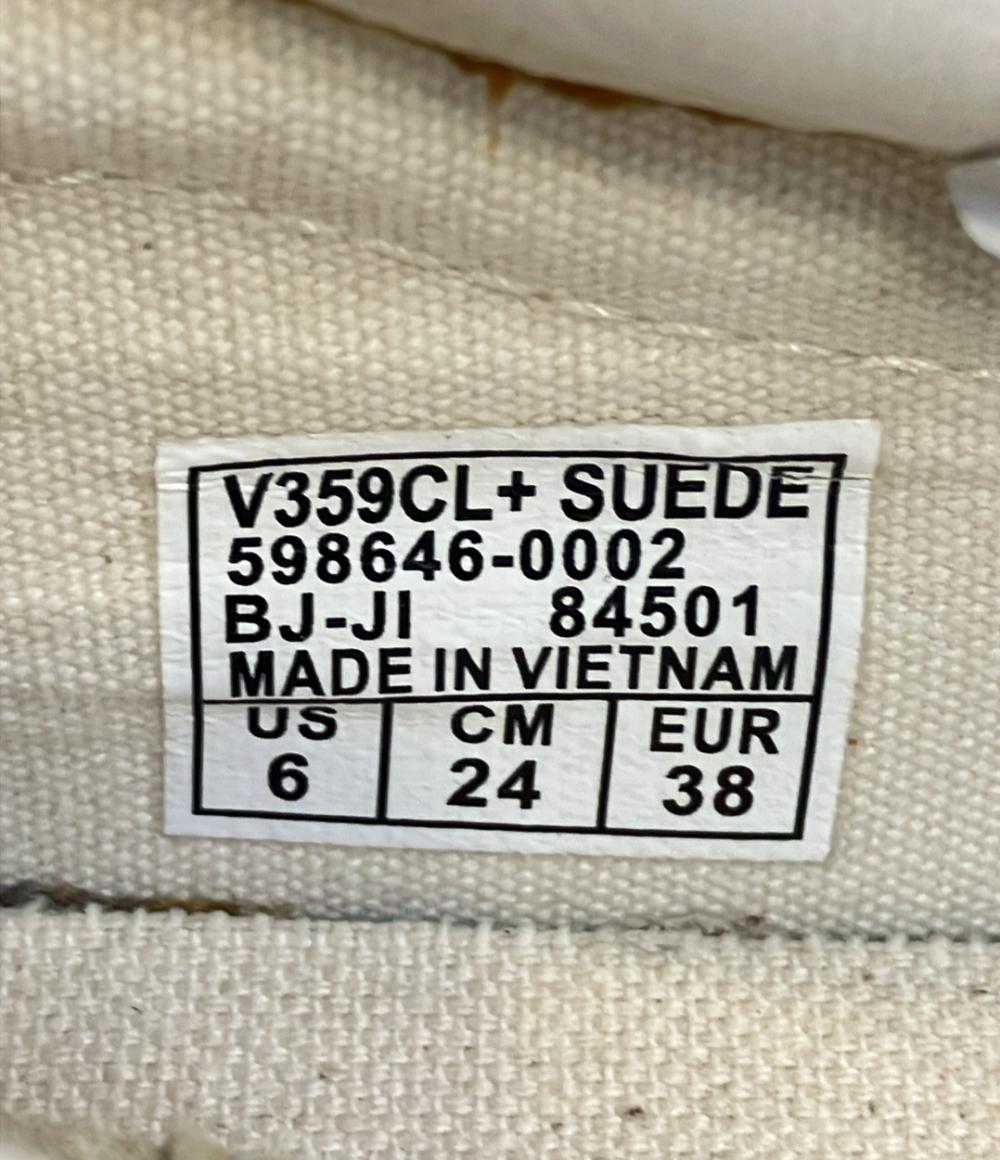 V359CL+ SUEDE
598646-0002
BJ-JI 84501
MADE IN VIETNAM
US CM EUR
6 24 38